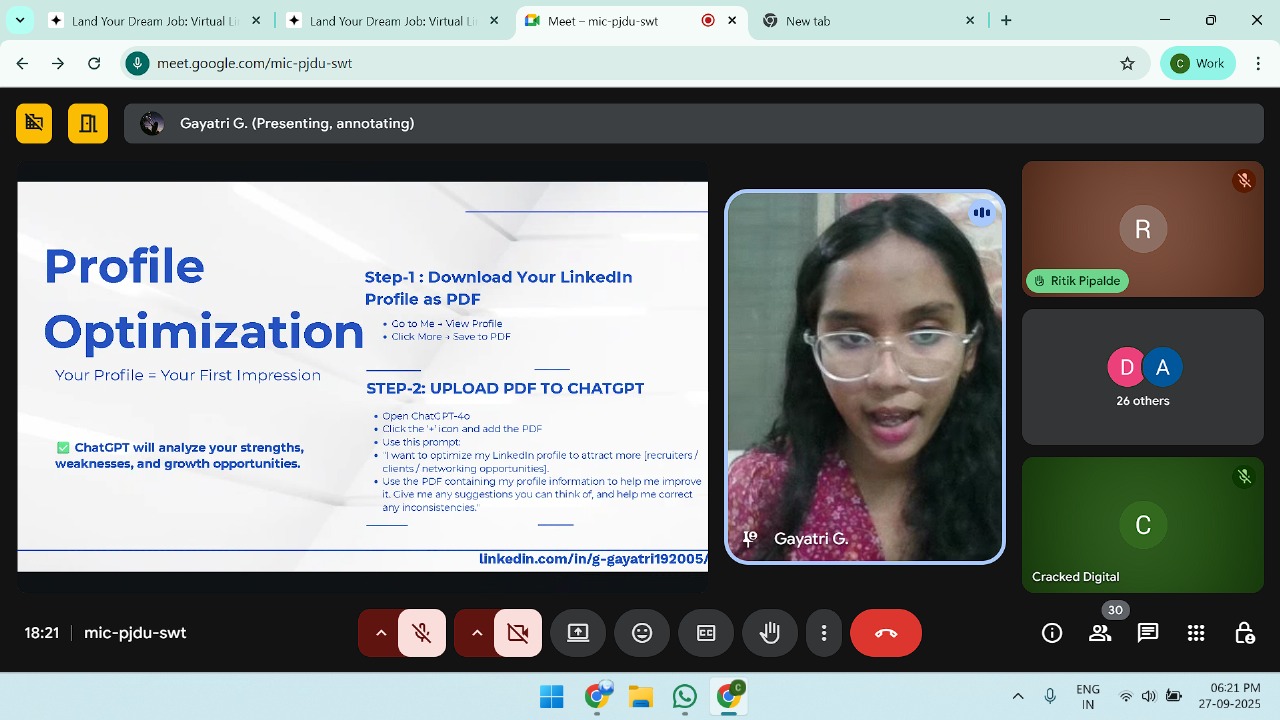 Land Your Dream Job: Virtual Li
Land Your Dream Job: Virtual Li
Meet – mic-pjdu-swt
New tab
meet.google.com/mic-pjdu-swt
C
Work
Gayatri G. (Presenting, annotating)
Profile
Optimization
Your Profile = Your First Impression
✅ ChatGPT will analyze your strengths,
weaknesses, and growth opportunities.
Step-1 : Download Your LinkedIn
Profile as PDF
• Go to Me → View Profile
• Click More → Save to PDF
STEP-2: UPLOAD PDF TO CHATGPT
• Open ChatGPT-4o
• Click the '+' icon and add the PDF
• Use this prompt:
• "I want to optimize my LinkedIn profile to attract more [recruiters /
clients / networking opportunities].
• Use the PDF containing my profile information to help me improve
it. Give me any suggestions you can think of, and help me correct
any inconsistencies."
linkedin.com/in/g-gayatri192005/
Gayatri G.
R
Ritik Pipalde
D
A
26 others
C
Cracked Digital
18:21
mic-pjdu-swt
30
C
ENG
IN
06:21 PM
27-09-2025